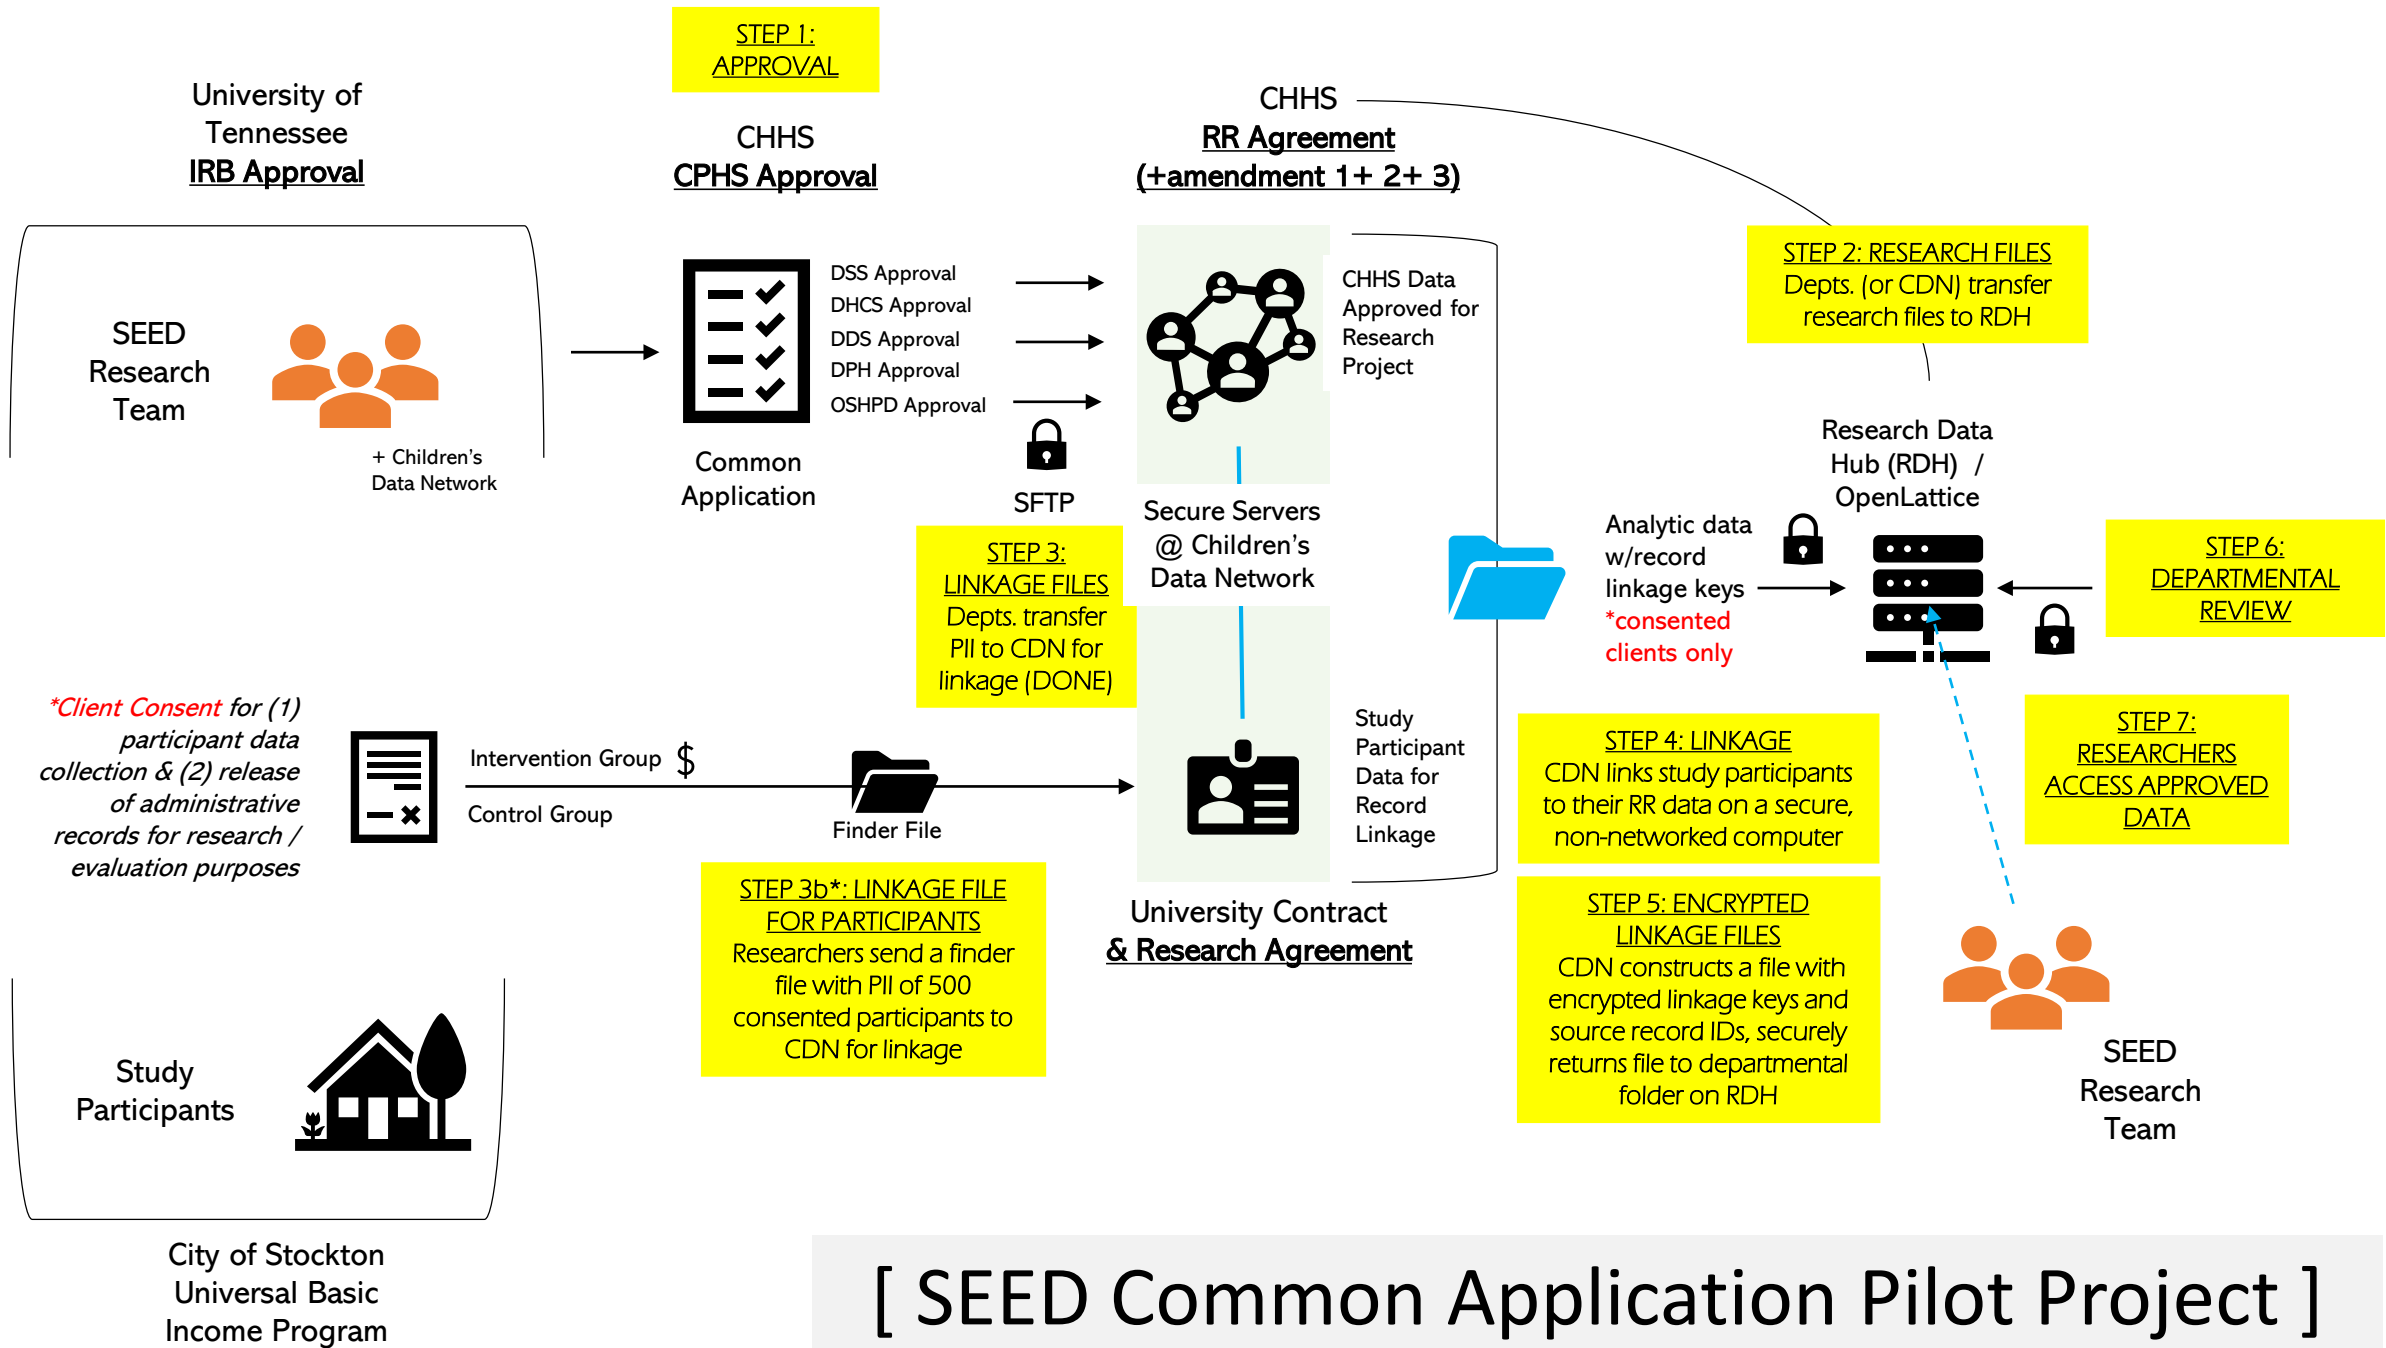 STEP 1:
APPROVAL
University of
Tennessee
IRB Approval
CHHS
CPHS Approval
CHHS
RR Agreement
(+amendment 1+ 2+ 3)
SEED
Research
Team
+ Children's
Data Network
Common
Application
DSS Approval
DHCS Approval
DDS Approval
DPH Approval
OSHPD Approval
SFTP
CHHS Data
Approved for
Research
Project
STEP 2: RESEARCH FILES
Depts. (or CDN) transfer
research files to RDH
Research Data
Hub (RDH) /
OpenLattice
Secure Servers
@ Children's
Data Network
STEP 3:
LINKAGE FILES
Depts. transfer
PII to CDN for
linkage (DONE)
Analytic data
w/record
linkage keys
*consented
clients only
STEP 6:
DEPARTMENTAL
REVIEW
*Client Consent for (1)
participant data
collection & (2) release
of administrative
records for research /
evaluation purposes
Intervention Group $
Control Group
Finder File
Study
Participant
Data for
Record
Linkage
STEP 4: LINKAGE
CDN links study participants
to their RR data on a secure,
non-networked computer
STEP 7:
RESEARCHERS
ACCESS APPROVED
DATA
STEP 3b*: LINKAGE FILE
FOR PARTICIPANTS
Researchers send a finder
file with PII of 500
consented participants to
CDN for linkage
University Contract
& Research Agreement
STEP 5: ENCRYPTED
LINKAGE FILES
CDN constructs a file with
encrypted linkage keys and
source record IDs, securely
returns file to departmental
folder on RDH
SEED
Research
Team
Study
Participants
City of Stockton
Universal Basic
Income Program
[ SEED Common Application Pilot Project ]